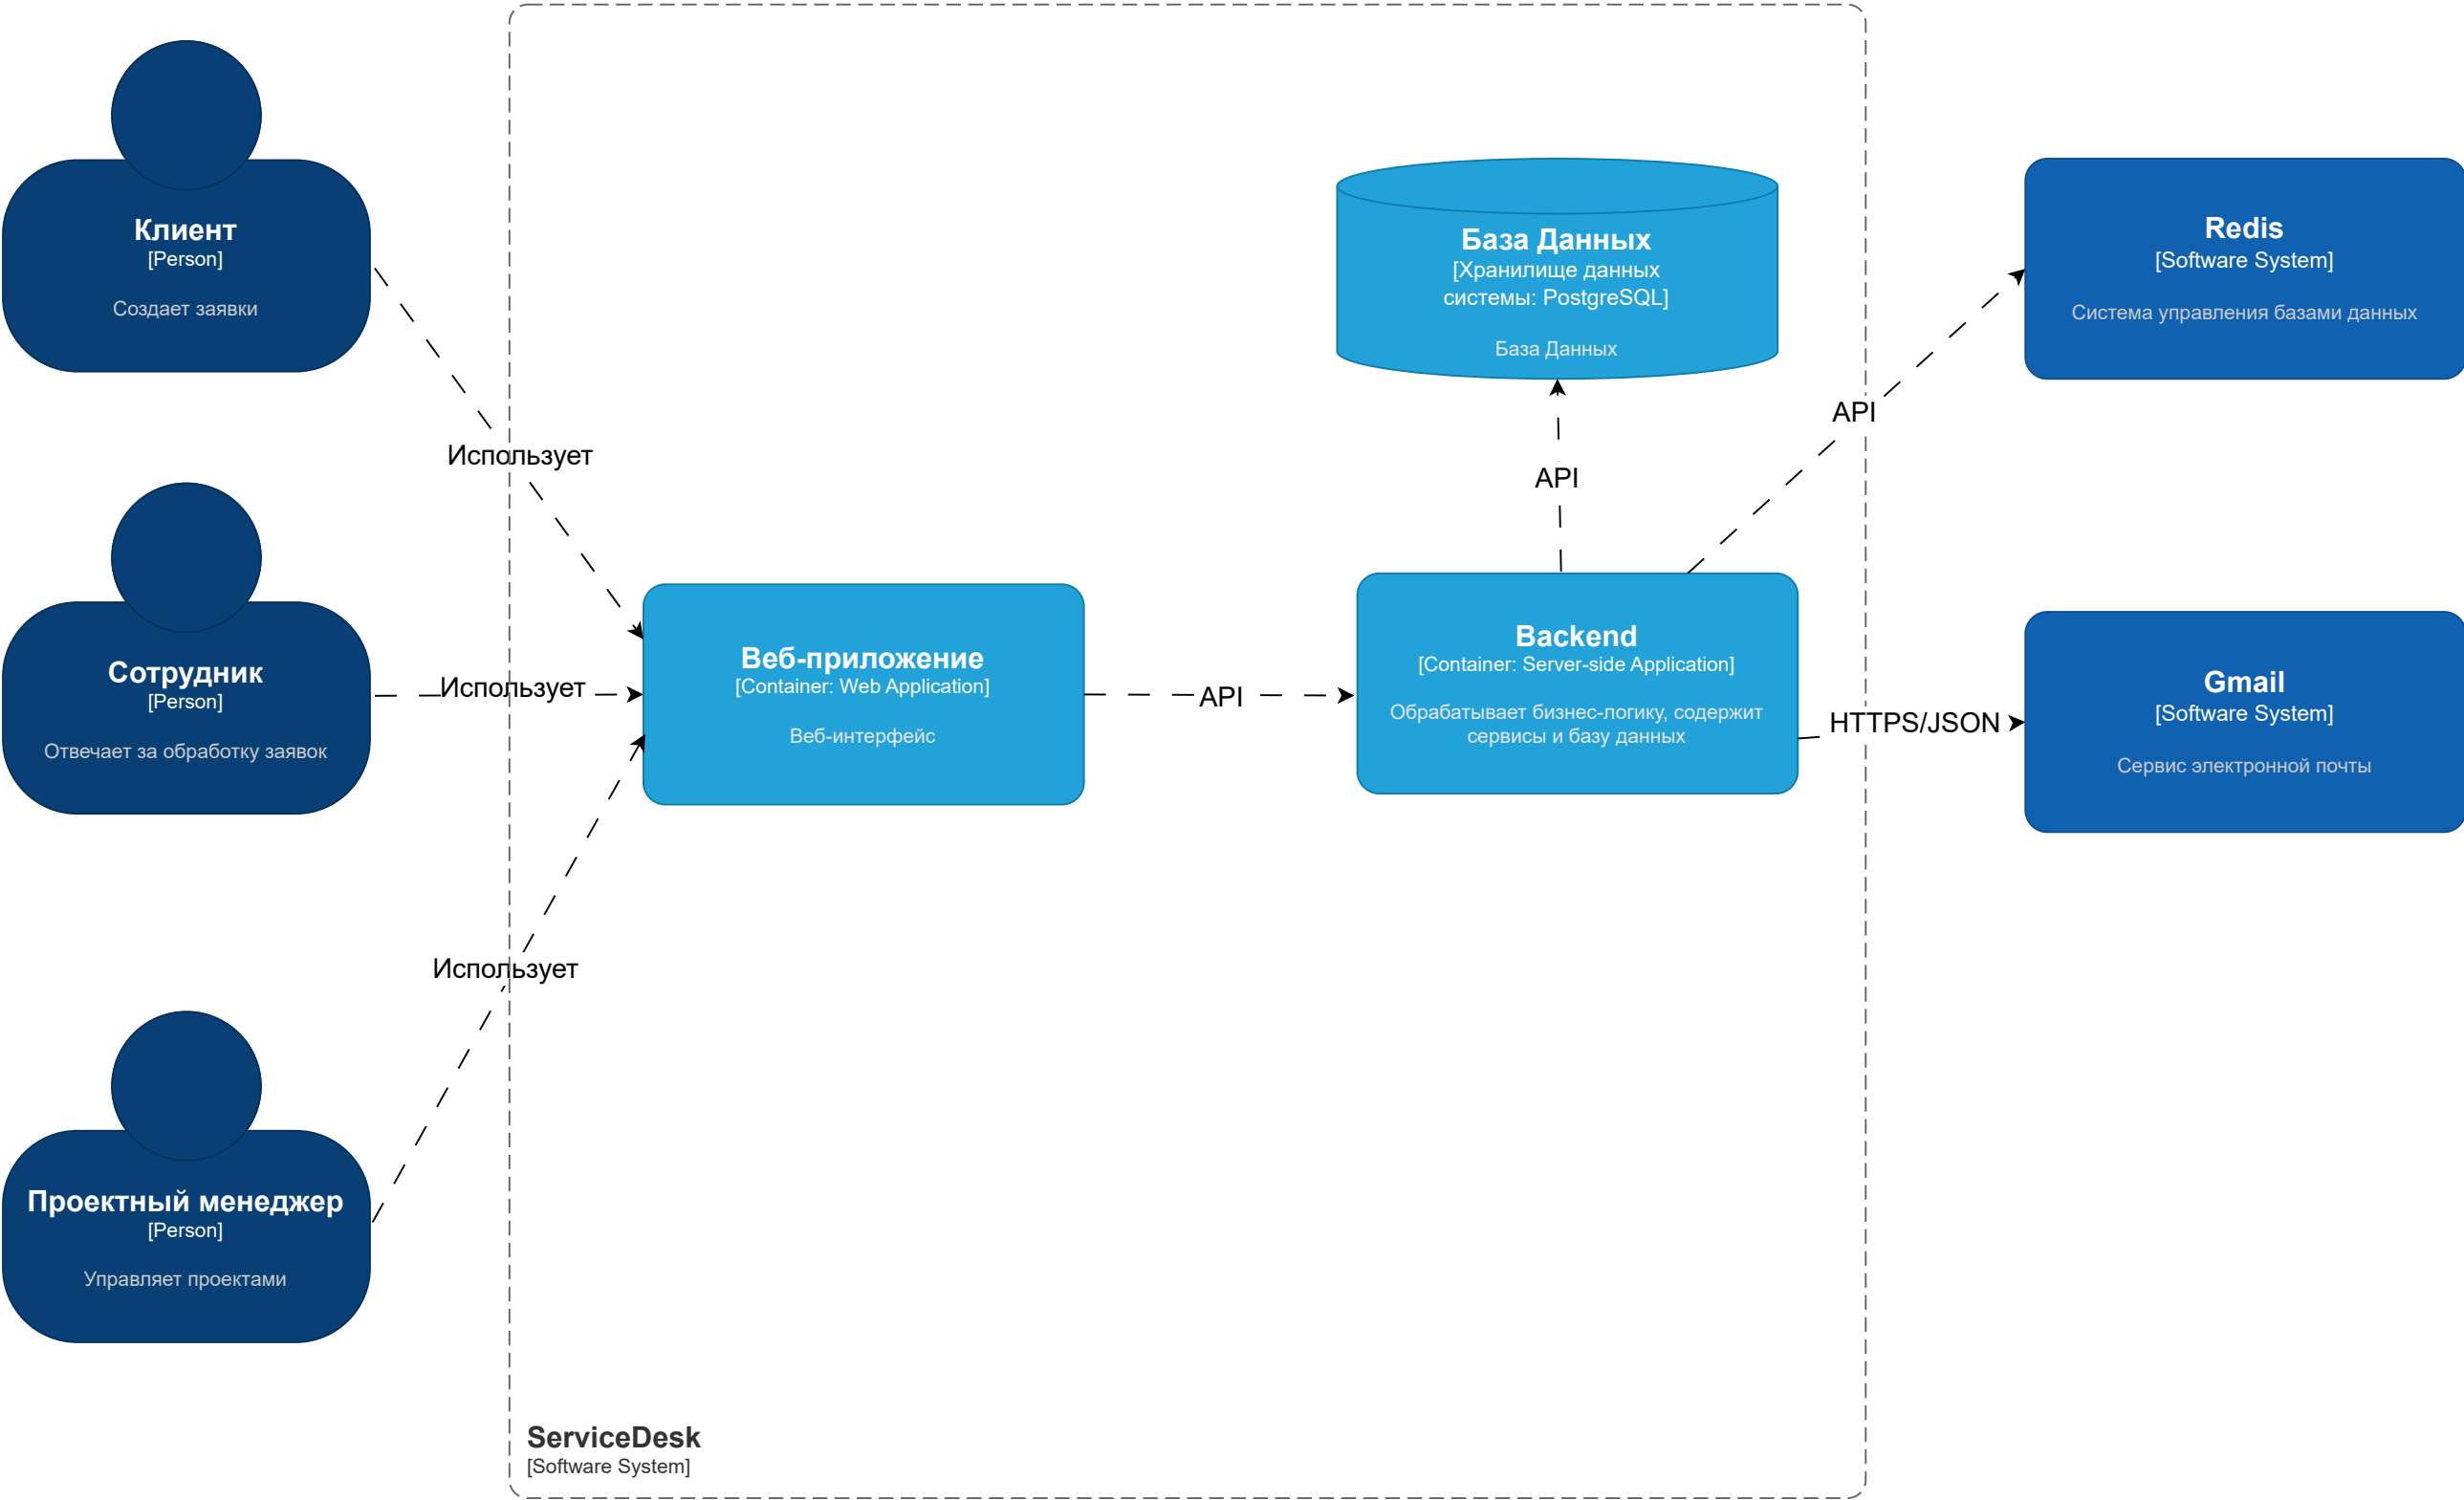 Клиент
[Person]
Создает заявки
Использует
Сотрудник
[Person]
Отвечает за обработку заявок
Использует
Проектный менеджер
[Person]
Управляет проектами
Использует
Веб-приложение
[Container: Web Application]
Веб-интерфейс
API
База Данных
[Хранилище данных
системы: PostgreSQL]
База Данных
API
Backend
[Container: Server-side Application]
Обрабатывает бизнес-логику, содержит
сервисы и базу данных
API
HTTPS/JSON
Redis
[Software System]
Система управления базами данных
Gmail
[Software System]
Сервис электронной почты
ServiceDesk
[Software System]